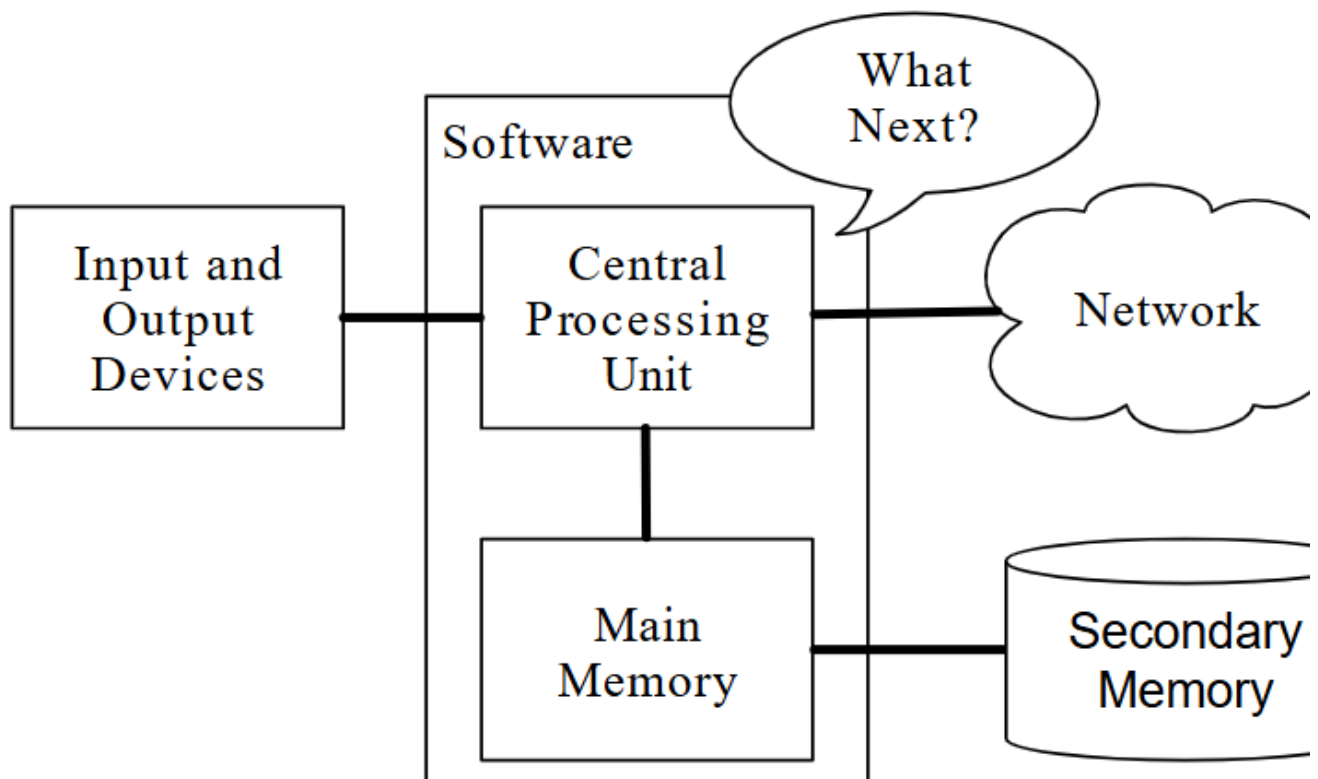 What
Next?
Software
Input and
Output
Devices
Central
Processing
Unit
Network
Main
Memory
Secondary
Memory